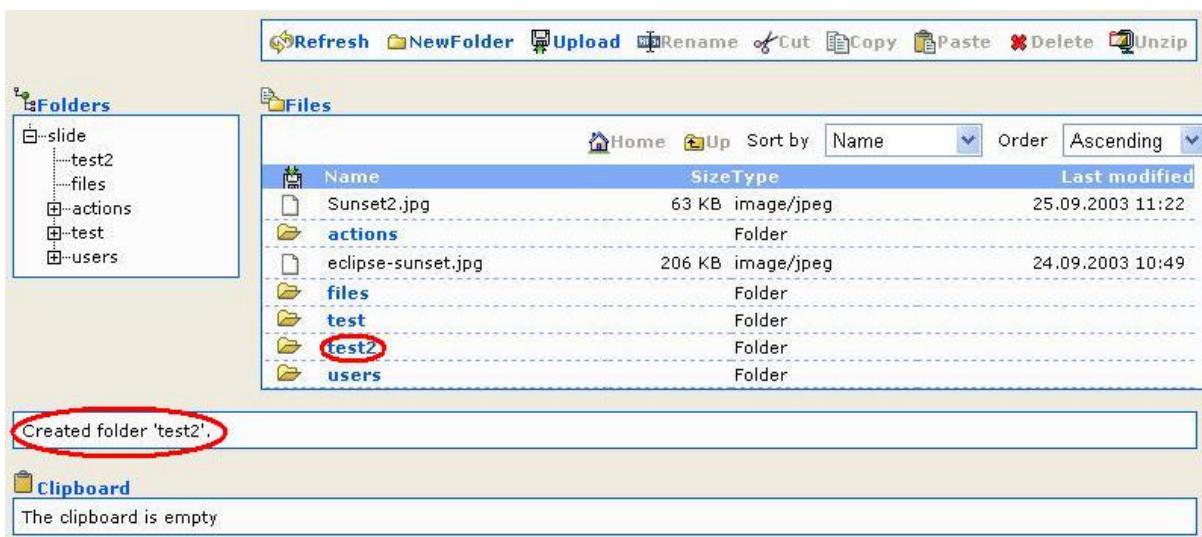 Refresh NewFolder Upload Rename Cut Copy Paste Delete Unzip
Folders
slide
test2
files
actions
test
users
Files
Home Up Sort by Name Order Ascending
Name Size Type Last modified
Sunset2.jpg 63 KB image/jpeg 25.09.2003 11:22
actions Folder
eclipse-sunset.jpg 206 KB image/jpeg 24.09.2003 10:49
files Folder
test Folder
test2 Folder
users Folder
Created folder 'test2'.
Clipboard
The clipboard is empty